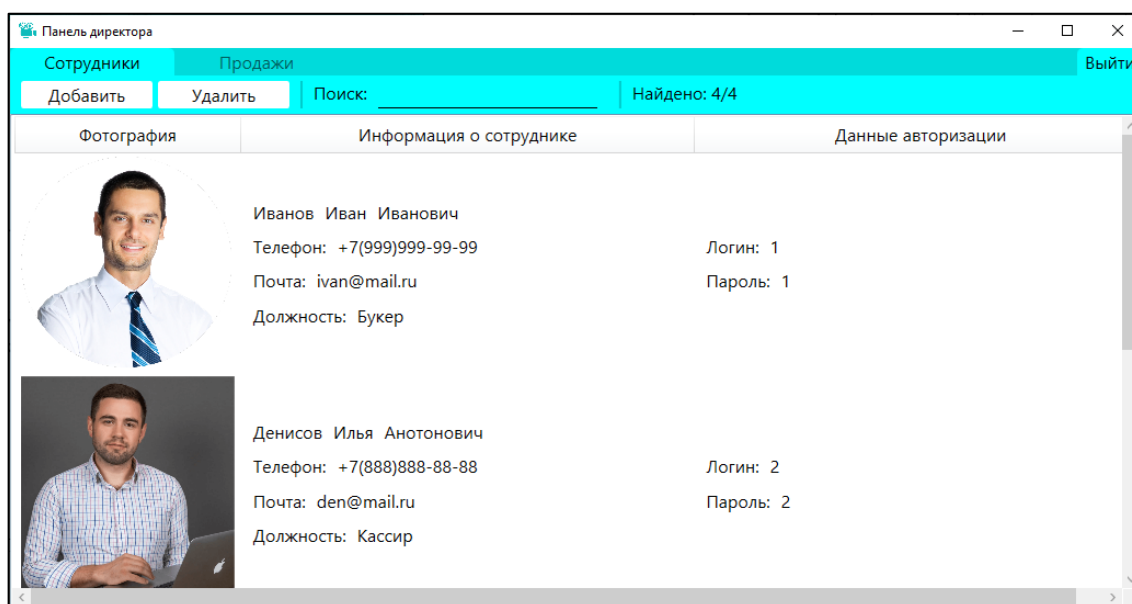 Панель директора
Сотрудники Продажи Выйти
Добавить Удалить Поиск: Найдено: 4/4
Фотография Информация о сотруднике Данные авторизации
Иванов Иван Иванович
Телефон: +7(999)999-99-99 Логин: 1
Почта: ivan@mail.ru Пароль: 1
Должность: Букер
Денисов Илья Анотонович
Телефон: +7(888)888-88-88 Логин: 2
Почта: den@mail.ru Пароль: 2
Должность: Кассир